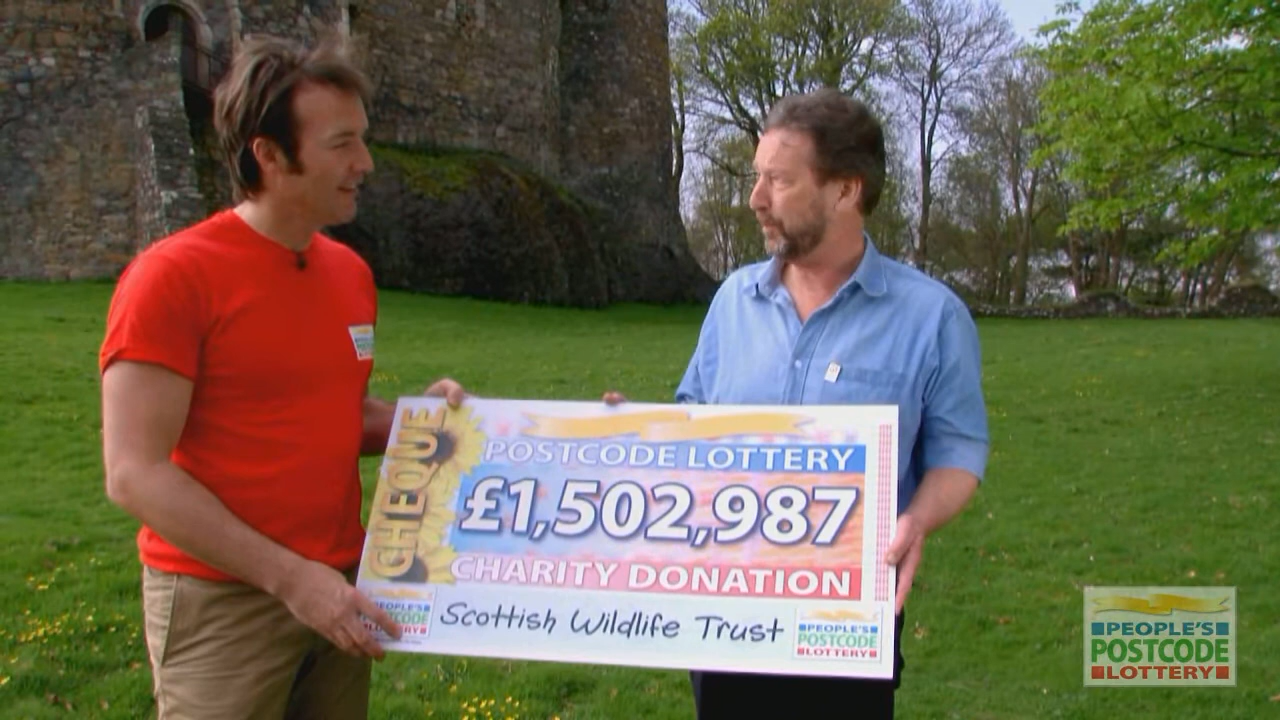 CHEQUE
POSTCODE LOTTERY
£1,502,987
CHARITY DONATION
PEOPLE'S
POSTCODE
LOTTERY
Scottish Wildlife Trust
PEOPLE'S
POSTCODE
LOTTERY
PEOPLE'S
POSTCODE
LOTTERY